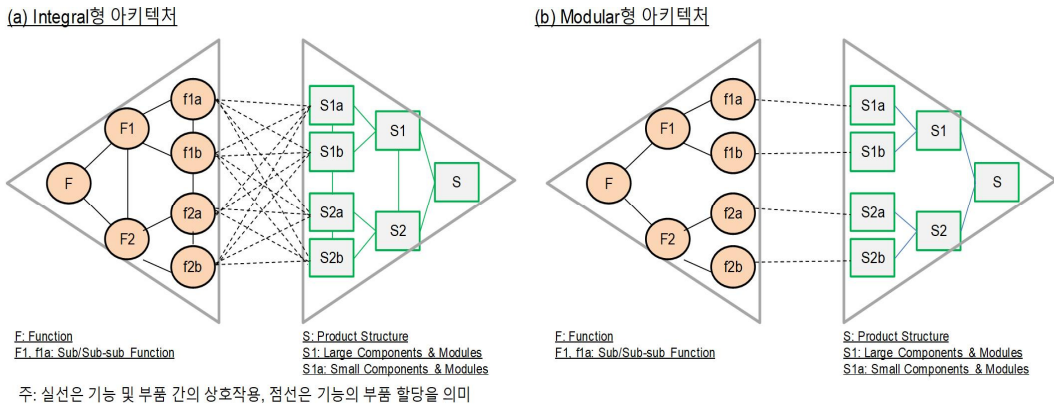 (a) Integral형 아키텍처
F
F1
F2
f1a
f1b
f2a
f2b
S1a
S1b
S2a
S2b
S1
S2
S
F: Function
F1, f1a: Sub/Sub-sub Function
S: Product Structure
S1: Large Components & Modules
S1a: Small Components & Modules
(b) Modular형 아키텍처
F
F1
F2
f1a
f1b
f2a
f2b
S1a
S1b
S2a
S2b
S1
S2
S
F: Function
F1, f1a: Sub/Sub-sub Function
S: Product Structure
S1: Large Components & Modules
S1a: Small Components & Modules
주: 실선은 기능 및 부품 간의 상호작용, 점선은 기능의 부품 할당을 의미